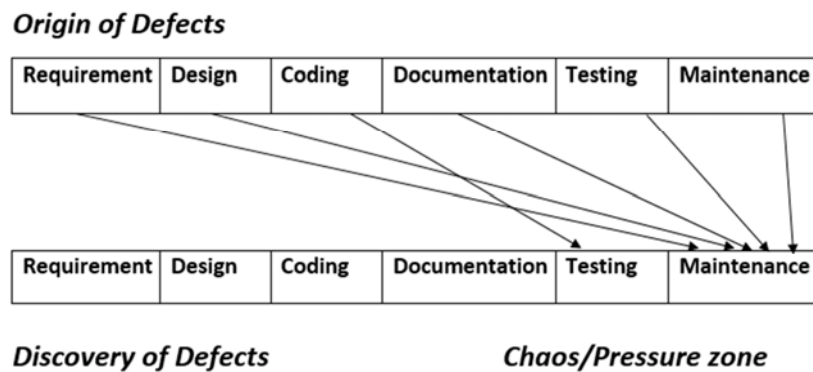 Origin of Defects
Requirement Design Coding Documentation Testing Maintenance
Requirement Design Coding Documentation Testing Maintenance
Discovery of Defects Chaos/Pressure zone